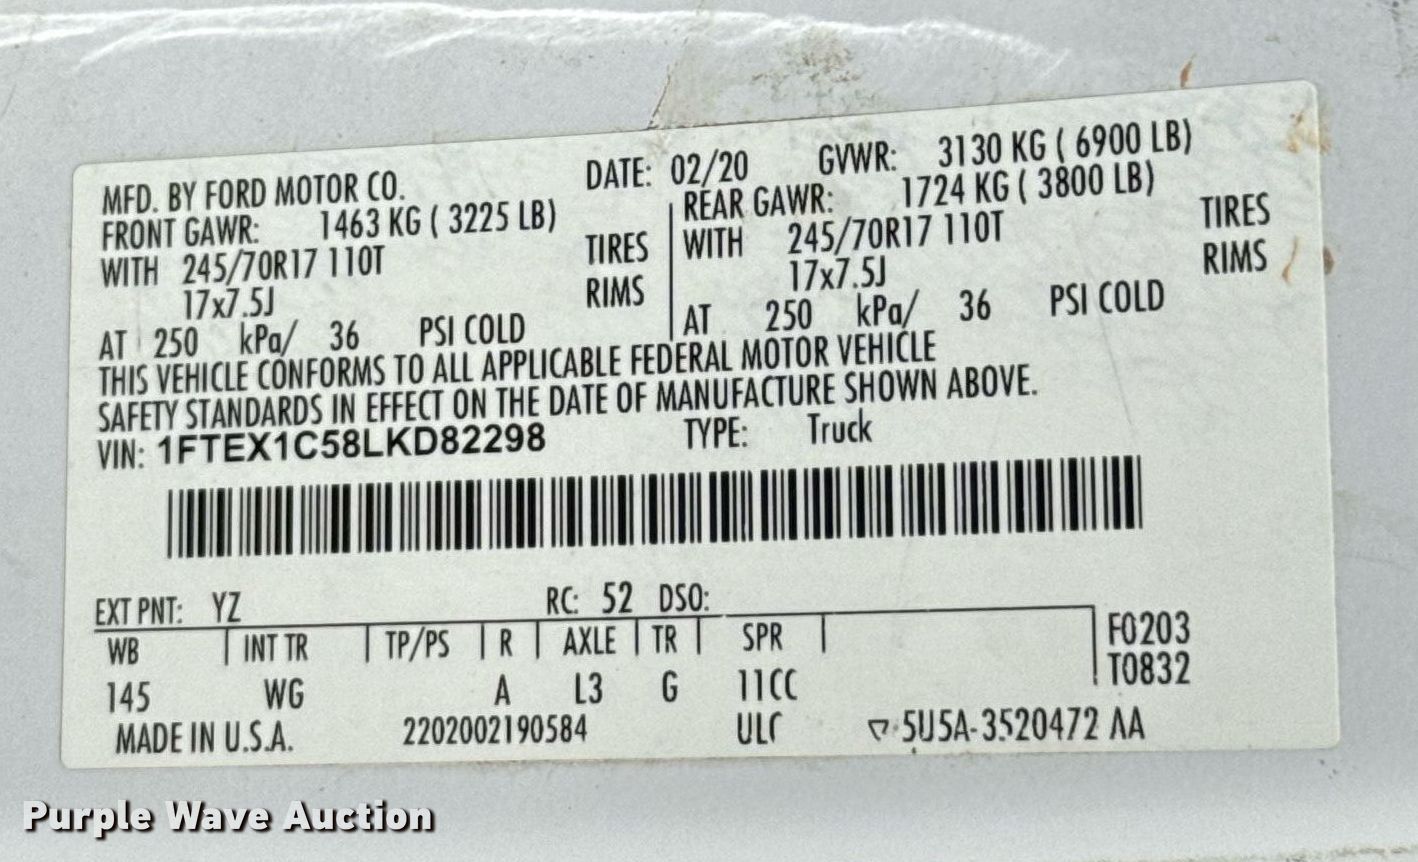 MFD. BY FORD MOTOR CO. DATE: 02/20 GVWR: 3130 KG ( 6900 LB)
FRONT GAWR: 1463 KG ( 3225 LB) REAR GAWR: 1724 KG ( 3800 LB)
WITH 245/70R17 110T TIRES WITH 245/70R17 110T TIRES
17x7.5J RIMS 17x7.5J RIMS
AT 250 kPa/ 36 PSI COLD AT 250 kPa/ 36 PSI COLD
THIS VEHICLE CONFORMS TO ALL APPLICABLE FEDERAL MOTOR VEHICLE
SAFETY STANDARDS IN EFFECT ON THE DATE OF MANUFACTURE SHOWN ABOVE.
VIN: 1FTEX1C58LKD82298 TYPE: Truck
EXT PNT: YZ RC: 52 DSO:
WB INT TR TP/PS R AXLE TR SPR F0203
145 WG A L3 G 11CC T0832
MADE IN U.S.A. 2202002190584 ULC 5U5A-3520472 AA
Purple Wave Auction